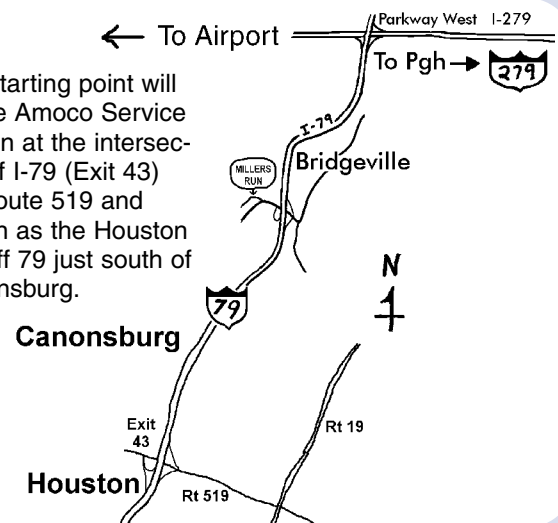 Parkway West I-279
To Airport
To Pgh
279
tarting point will
Amoco Service
n at the intersec-
I-79 (Exit 43)
oute 519 and
as the Houston
ff 79 just south of
nsburg.
I-79
Bridgeville
MILLERS
RUN
N
79
Canonsburg
Exit
43
Rt 19
Houston
Rt 519